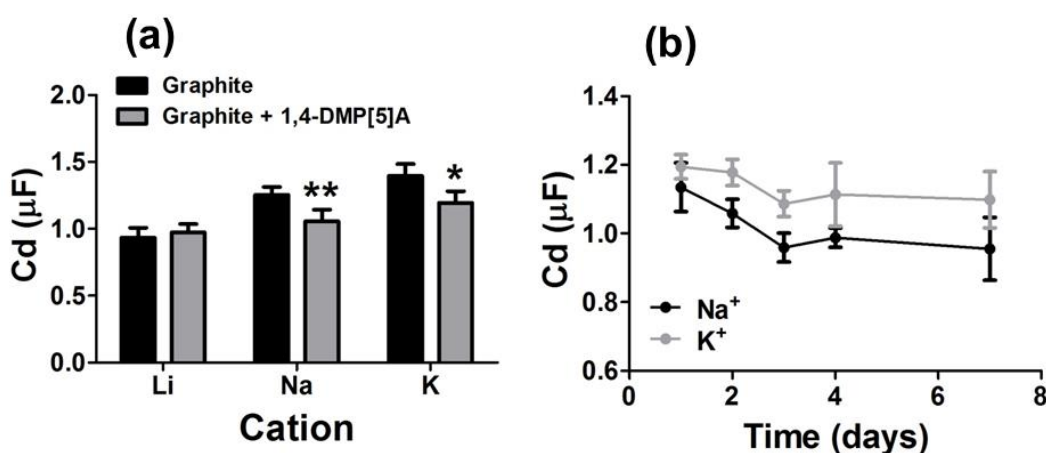 (a)
Graphite
Graphite + 1,4-DMP[5]A
2.0
1.5
1.0
0.5
0.0
Cd (μF)
**
*
Li Na K
Cation
(b)
1.4
1.2
1.0
0.8
0.6
Cd (μF)
Na⁺
K⁺
0 2 4 6 8
Time (days)